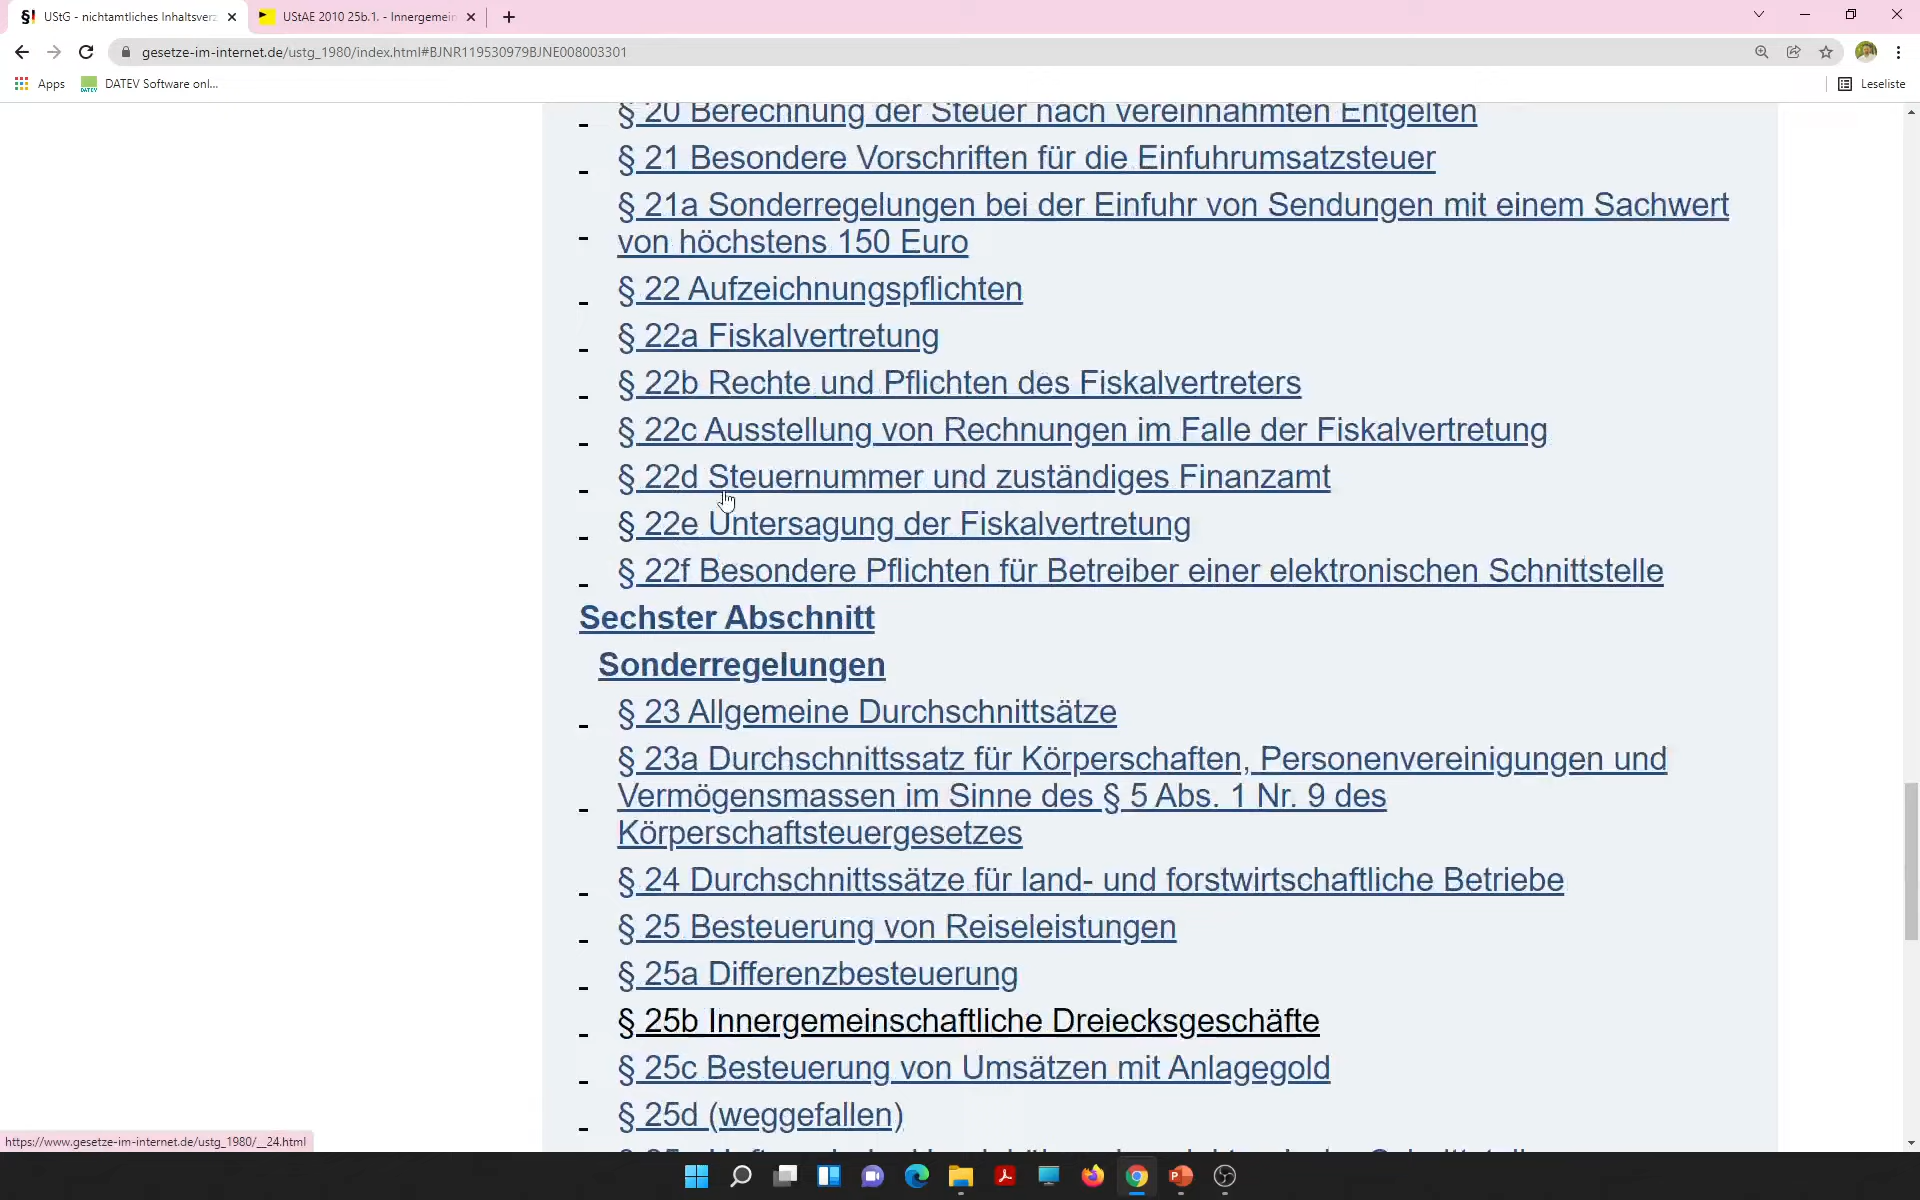 UStG - nichtamtliches Inhaltsverz
UStAE 2010 25b.1. - Innergemein
gesetze-im-internet.de/ustg_1980/index.html#BJNR119530979BJNE008003301
Apps
DATEV Software onl...
Leseliste
§ 20 Berechnung der Steuer nach vereinnahmten Entgelten
§ 21 Besondere Vorschriften für die Einfuhrumsatzsteuer
§ 21a Sonderregelungen bei der Einfuhr von Sendungen mit einem Sachwert
von höchstens 150 Euro
§ 22 Aufzeichnungspflichten
§ 22a Fiskalvertretung
§ 22b Rechte und Pflichten des Fiskalvertreters
§ 22c Ausstellung von Rechnungen im Falle der Fiskalvertretung
§ 22d Steuernummer und zuständiges Finanzamt
§ 22e Untersagung der Fiskalvertretung
§ 22f Besondere Pflichten für Betreiber einer elektronischen Schnittstelle
Sechster Abschnitt
Sonderregelungen
§ 23 Allgemeine Durchschnittsätze
§ 23a Durchschnittssatz für Körperschaften, Personenvereinigungen und
Vermögensmassen im Sinne des § 5 Abs. 1 Nr. 9 des
Körperschaftsteuergesetzes
§ 24 Durchschnittssätze für land- und forstwirtschaftliche Betriebe
§ 25 Besteuerung von Reiseleistungen
§ 25a Differenzbesteuerung
§ 25b Innergemeinschaftliche Dreiecksgeschäfte
§ 25c Besteuerung von Umsätzen mit Anlagegold
§ 25d (weggefallen)
https://www.gesetze-im-internet.de/ustg_1980/__24.html